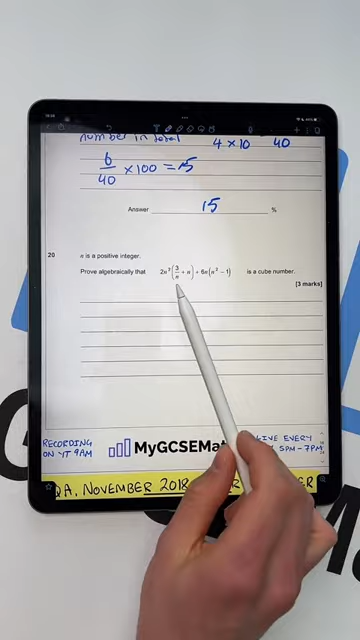 number in total
4 × 10 40
6/40 ×100 = 15
Answer 15 %
20 n is a positive integer.
Prove algebraically that 2n²(3/n + n) + 6n(n² − 1) is a cube number.
[3 marks]
RECORDING
ON YT 9AM
MyGCSEMat
LIVE EVERY
5PM-7PM
QA. NOVEMBER 2018